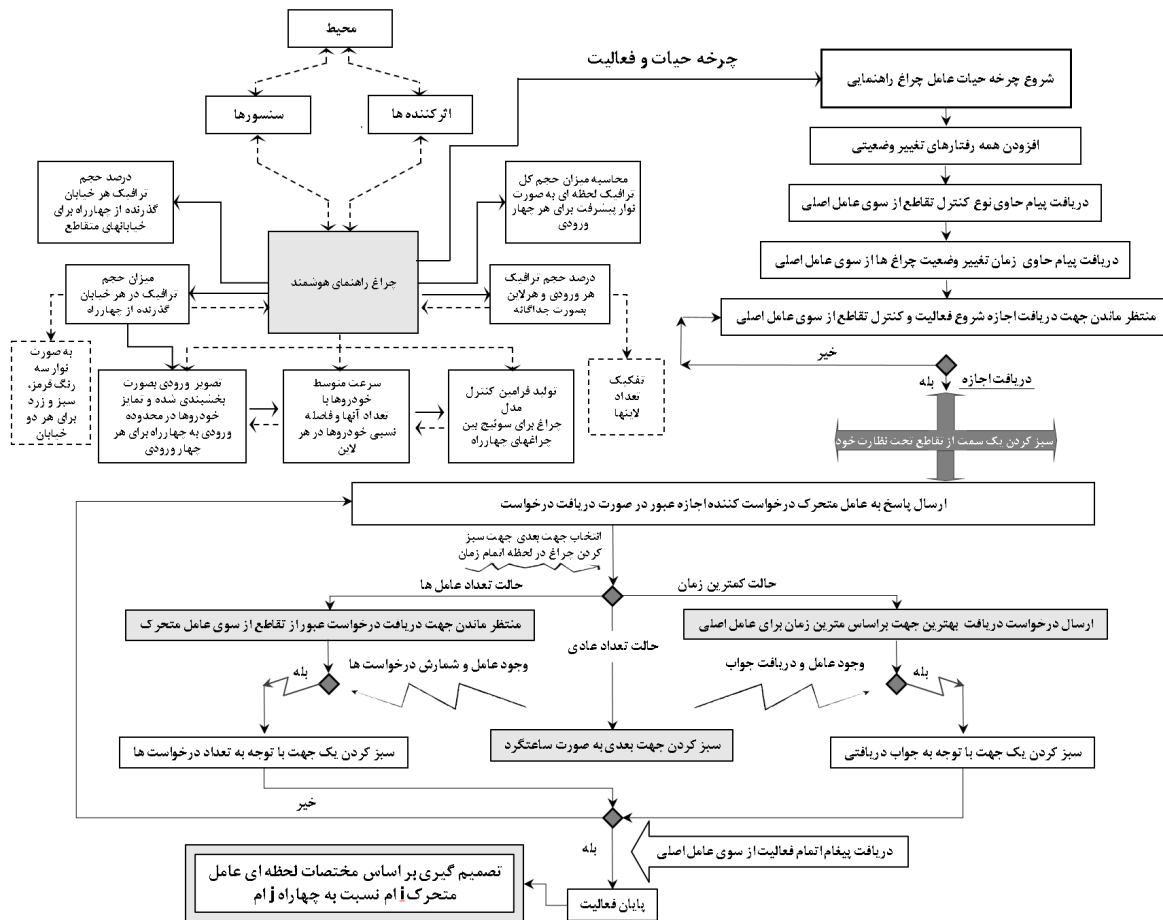 محیط
چرخه حیات و فعالیت
شروع چرخه حیات عامل چراغ راهنمایی
سنسورها
اثرکننده ها
افزودن همه رفتارهای تغییر وضعیتی
درصد حجم
ترافیک هر خیابان
گذرنده از چهارراه برای
خیابانهای متقاطع
محاسبه میزان حجم کل
ترافیک لحظه ای به صورت
نوار پیشرفت برای هر چهار
ورودی
دریافت پیام حاوی نوع کنترل تقاطع از سوی عامل اصلی
دریافت پیام حاوی زمان تغییر وضعیت چراغ ها از سوی عامل اصلی
چراغ راهنمای هوشمند
میزان حجم
ترافیک در هر خیابان
گذرنده از چهارراه
درصد حجم ترافیک
هر ورودی و هرلاین
بصورت جداگانه
منتظر ماندن جهت دریافت اجازه شروع فعالیت و کنترل تقاطع از سوی عامل اصلی
خیر
دریافت اجازه
بله
به صورت
نوار سه
رنگ قرمز،
سبز و زرد
برای هر دو
خیابان
تصویر ورودی بصورت
بخشبندی شده و تمایز
خودروها در محدوده
ورودی به چهارراه برای هر
چهار ورودی
سرعت متوسط
خودروها با
تعداد آنها و فاصله
نسبی خودروها در هر
لاین
تولید فرامین کنترل
مدل
چراغ برای سوئیچ بین
چراغهای چهارراه
تفکیک
تعداد
لاینها
سبز کردن یک سمت از تقاطع تحت نظارت خود
ارسال پاسخ به عامل متحرک درخواست کننده اجازه عبور در صورت دریافت درخواست
انتخاب جهت بعدی جهت سبز
کردن چراغ در لحظه اتمام زمان
حالت کمترین زمان
حالت تعداد عامل ها
ارسال درخواست دریافت بهترین جهت براساس مترین زمان برای عامل اصلی
منتظر ماندن جهت دریافت درخواست عبور از تقاطع از سوی عامل متحرک
حالت تعداد عادی
وجود عامل و دریافت جواب
بله
وجود عامل و شمارش درخواست ها
بله
سبز کردن جهت بعدی به صورت ساعتگرد
سبز کردن یک جهت با توجه به جواب دریافتی
سبز کردن یک جهت با توجه به تعداد درخواست ها
خیر
بله
دریافت پیغام اتمام فعالیت از سوی عامل اصلی
پایان فعالیت
تصمیم گیری بر اساس مختصات لحظه ای عامل
متحرک i ام نسبت به چهاراه j ام